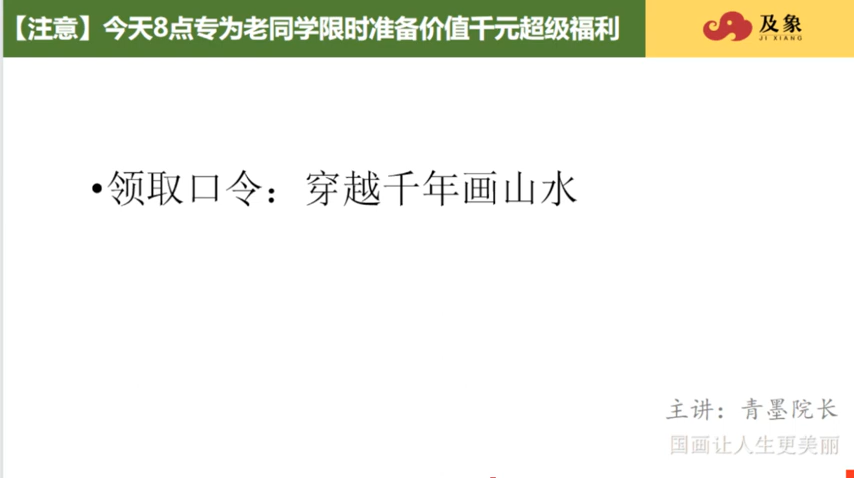 【注意】今天8点专为老同学限时准备价值千元超级福利
及象
JI XIANG
•领取口令：穿越千年画山水
主讲：青墨院长
国画让人生更美丽